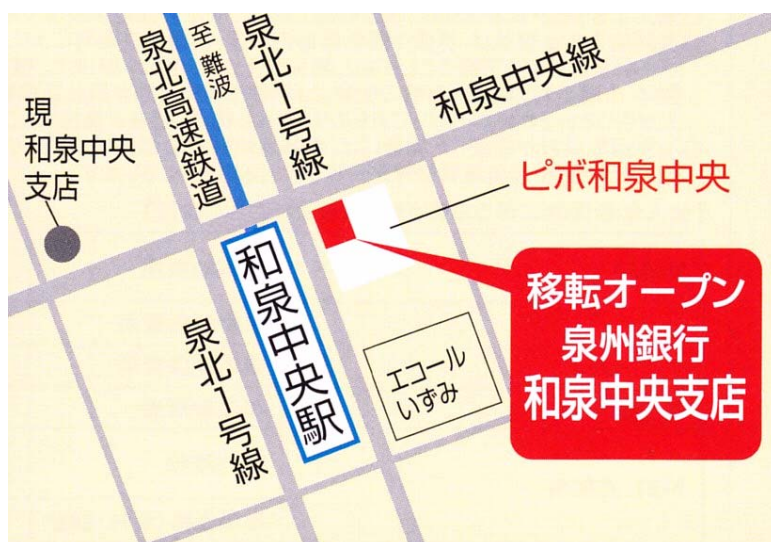 泉北高速鉄道
至 難波
泉北1号線
和泉中央線
現
和泉中央
支店
ピボ和泉中央
移転オープン
泉州銀行
和泉中央支店
和泉中央駅
泉北1号線
エコール
いずみ